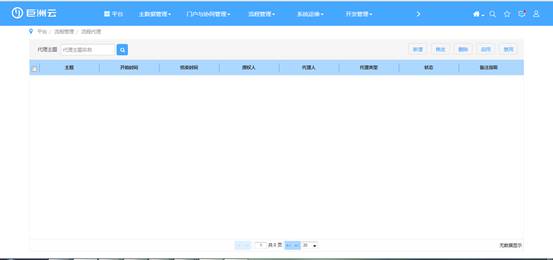 巨洲云 平台 主数据管理 门户与协同管理 流程管理 系统运维 开发管理
平台 / 流程管理 / 流程代理
代理主题 代理主题名称 新增 修改 删除 启用 禁用
主题 开始时间 结束时间 授权人 代理人 代理类型 状态 备注说明
共 0 页 20 无数据显示